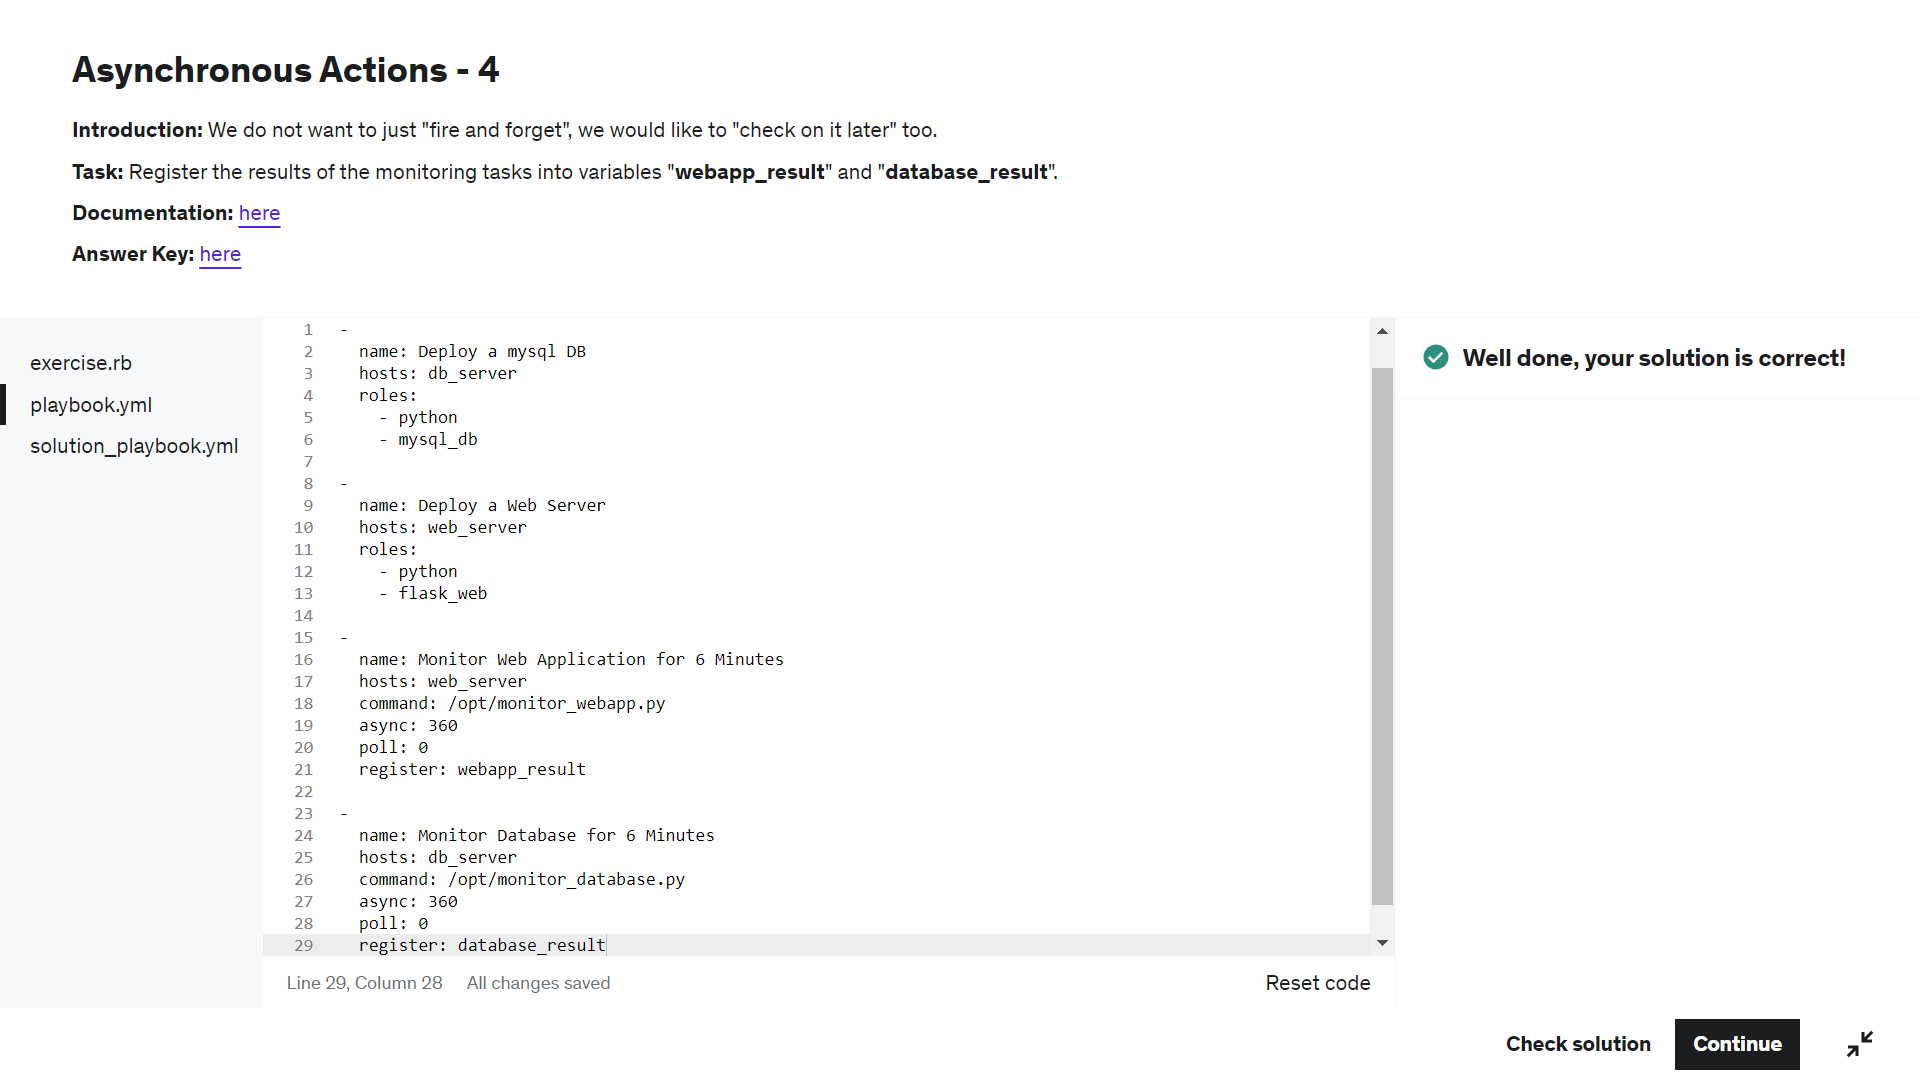 Asynchronous Actions - 4
Introduction: We do not want to just "fire and forget", we would like to "check on it later" too.
Task: Register the results of the monitoring tasks into variables "webapp_result" and "database_result".
Documentation: here
Answer Key: here
exercise.rb
playbook.yml
solution_playbook.yml
1 -
2 name: Deploy a mysql DB
3 hosts: db_server
4 roles:
5 - python
6 - mysql_db
7
8 -
9 name: Deploy a Web Server
10 hosts: web_server
11 roles:
12 - python
13 - flask_web
14
15 -
16 name: Monitor Web Application for 6 Minutes
17 hosts: web_server
18 command: /opt/monitor_webapp.py
19 async: 360
20 poll: 0
21 register: webapp_result
22
23 -
24 name: Monitor Database for 6 Minutes
25 hosts: db_server
26 command: /opt/monitor_database.py
27 async: 360
28 poll: 0
29 register: database_result
Line 29, Column 28 All changes saved
Reset code
Well done, your solution is correct!
Check solution
Continue